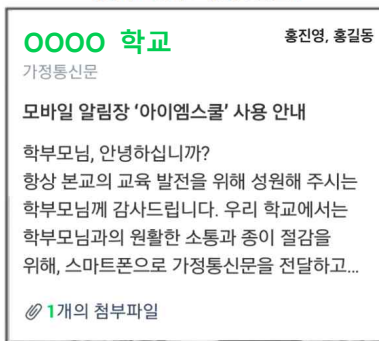 OOOO 학교
홍진영, 홍길동
가정통신문
모바일 알림장 ‘아이엠스쿨’ 사용 안내
학부모님, 안녕하십니까?
항상 본교의 교육 발전을 위해 성원해 주시는
학부모님께 감사드립니다. 우리 학교에서는
학부모님과의 원활한 소통과 종이 절감을
위해, 스마트폰으로 가정통신문을 전달하고...
1개의 첨부파일